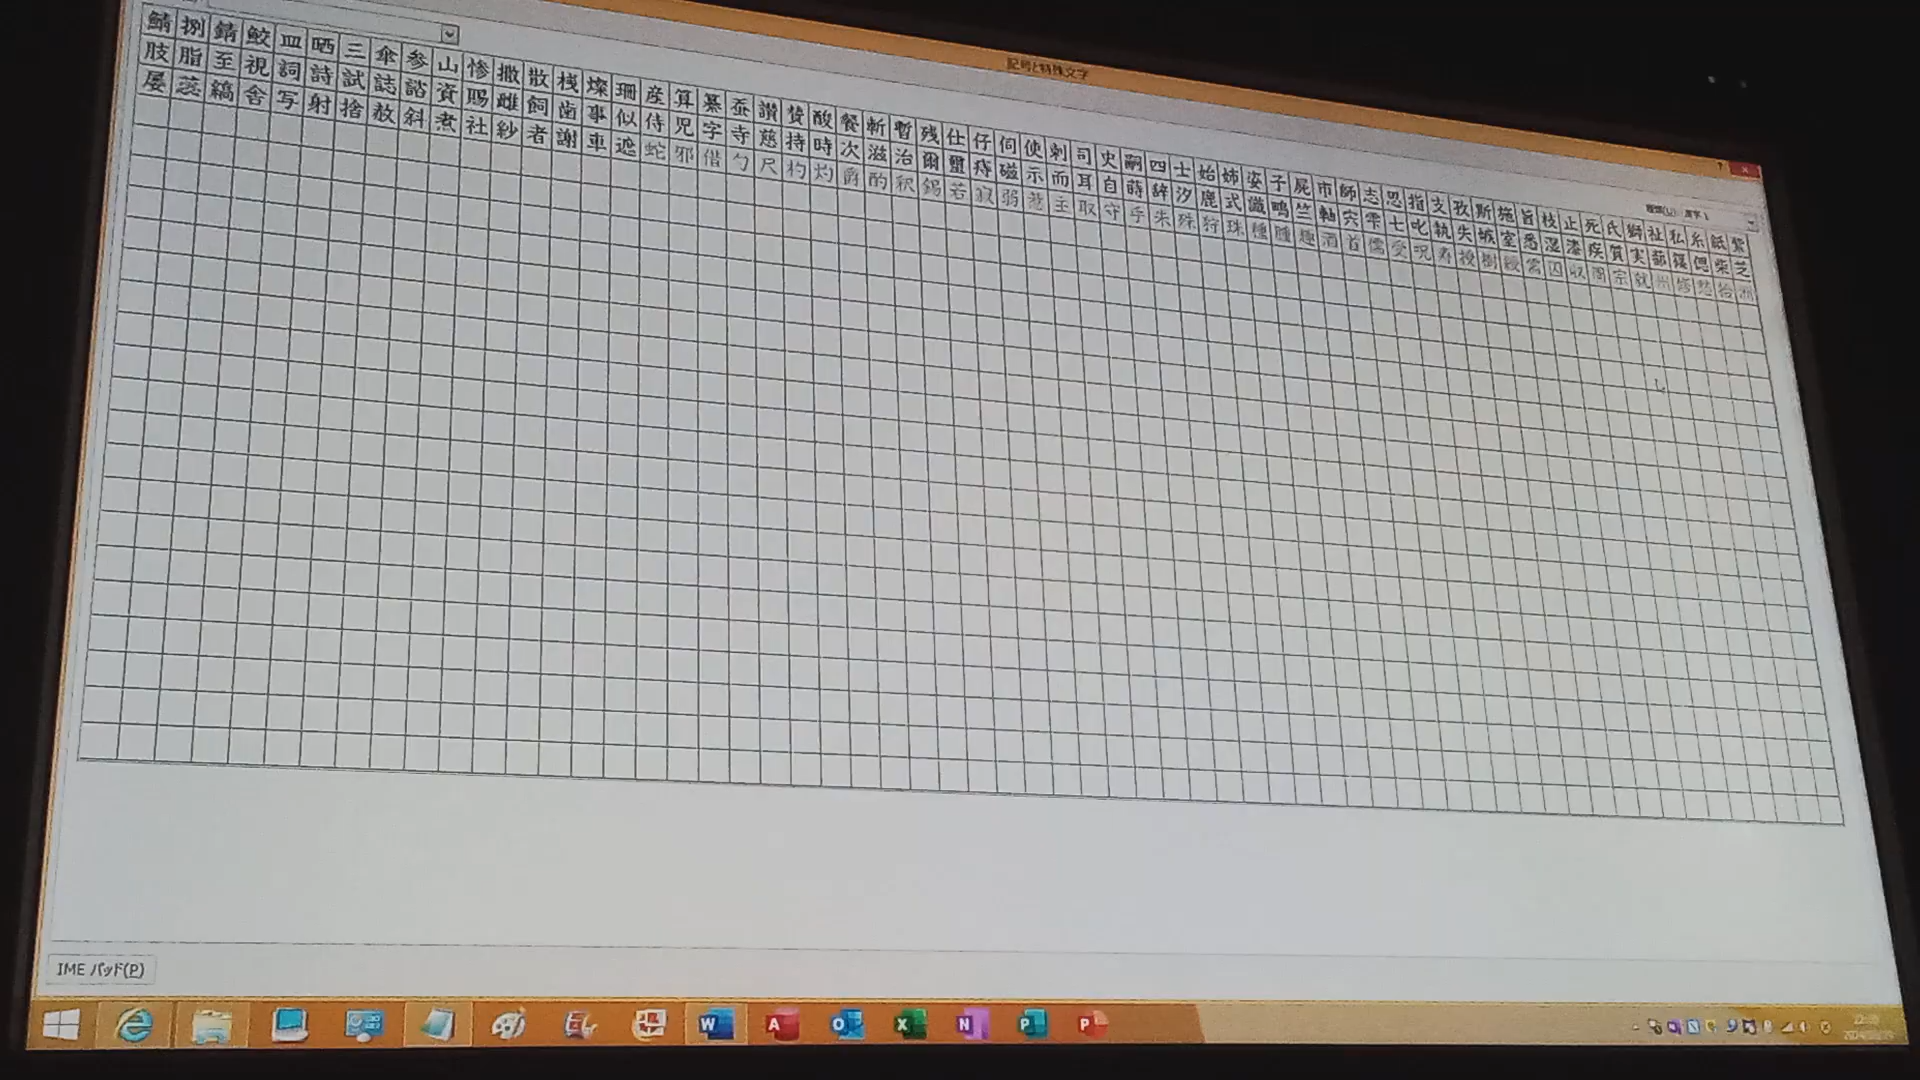 記号と特殊文字
種類(U): 漢字 1
鯖捌錆鮫皿晒三傘参山惨撒散桟燦珊産算纂蚕讃賛酸餐斬暫残仕仔伺使刺司史嗣四士始姉姿子屍市師志思指支孜斯施旨枝止死氏獅祉私糸紙紫
肢脂至視詞詩試誌諮資賜雌飼歯事似侍児字寺慈持時次滋治爾璽痔磁示而耳自蒔辞汐鹿式識鴫竺軸宍雫七叱執失嫉室悉湿漆疾質実蔀篠偲柴芝
屡蕊縞舎写射捨赦斜煮社紗者謝車遮蛇邪借勺尺杓灼爵酌釈錫若寂弱惹主取守手朱殊狩珠種腫趣酒首儒受呪寿授樹綬需囚収周宗就州修愁拾洲
IME パッド(P)